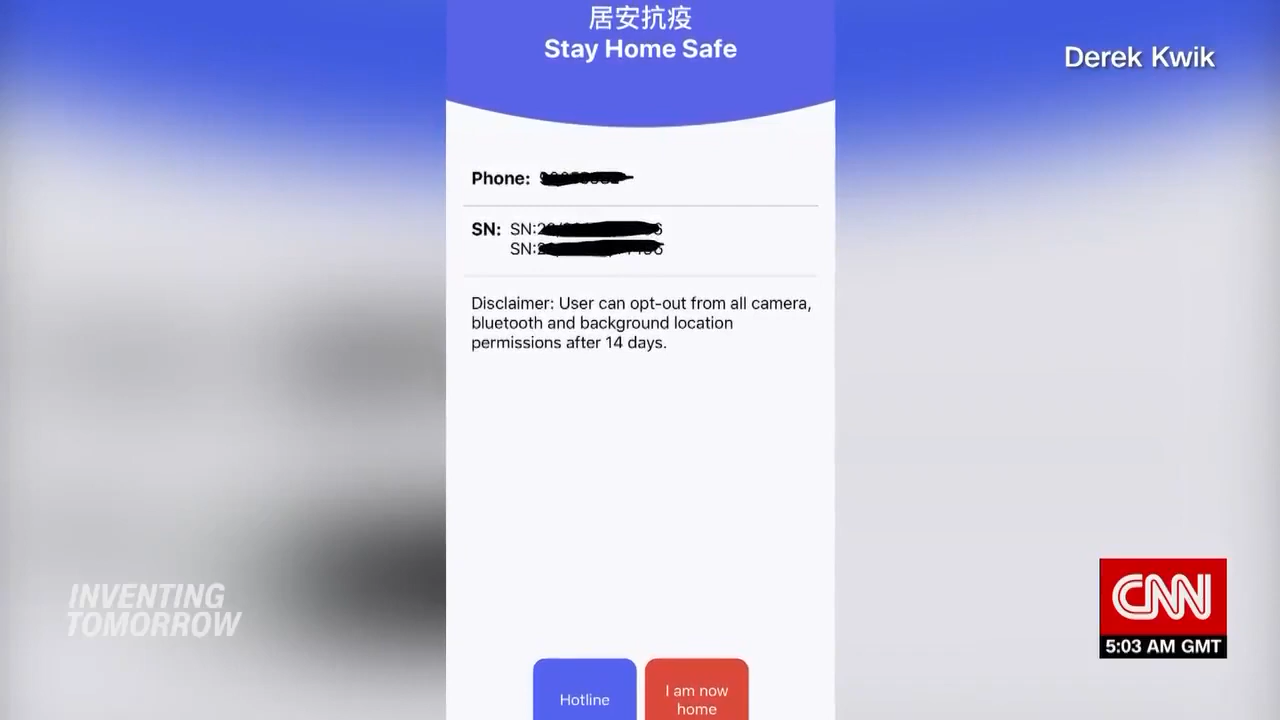 居安抗疫
Stay Home Safe
Derek Kwik
Phone:
SN: SN:
SN:
Disclaimer: User can opt-out from all camera,
bluetooth and background location
permissions after 14 days.
INVENTING
TOMORROW
CNN
5:03 AM GMT
Hotline
I am now
home